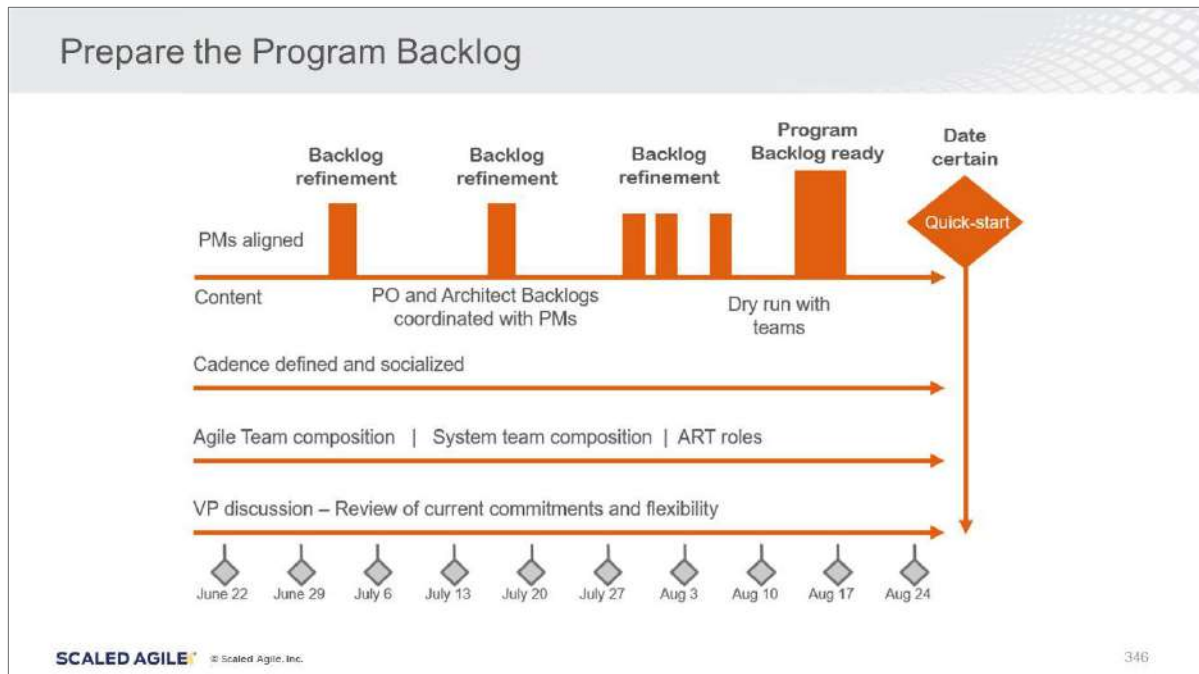 Prepare the Program Backlog
Backlog
refinement
Backlog
refinement
Backlog
refinement
Program
Backlog ready
Date
certain
Quick-start
PMs aligned
Content
PO and Architect Backlogs
coordinated with PMs
Dry run with
teams
Cadence defined and socialized
Agile Team composition | System team composition | ART roles
VP discussion – Review of current commitments and flexibility
June 22 June 29 July 6 July 13 July 20 July 27 Aug 3 Aug 10 Aug 17 Aug 24
SCALED AGILE © Scaled Agile, Inc.
346